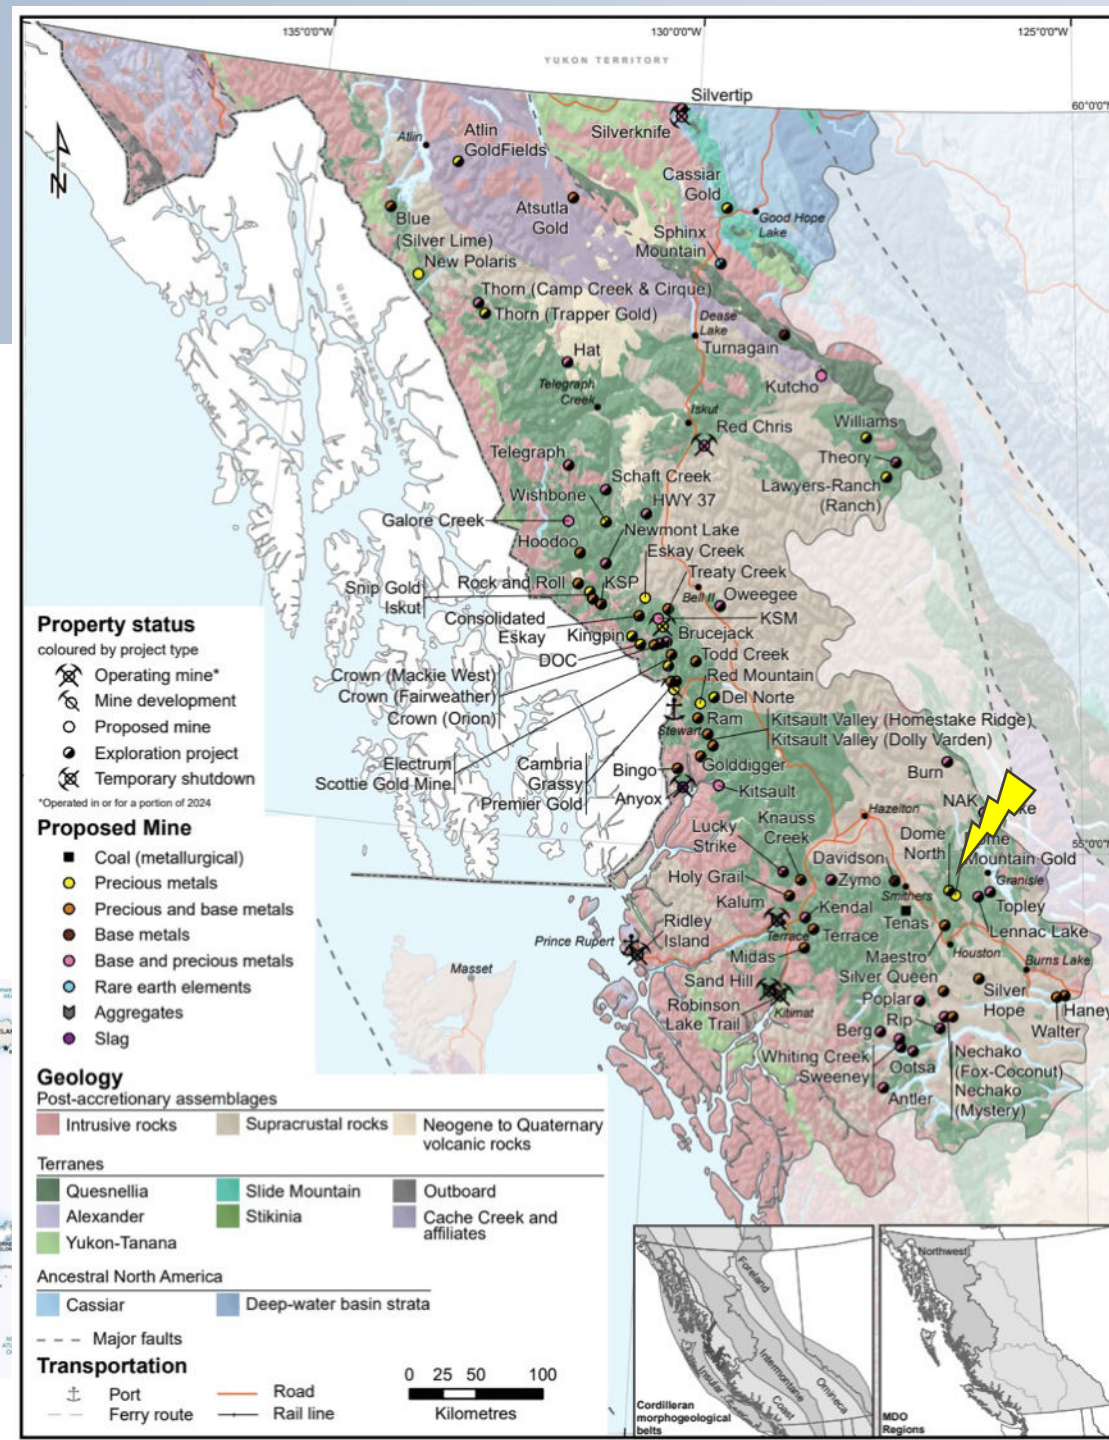 135°0'0"W
130°0'0"W
125°0'0"W
YUKON TERRITORY
60°0'0"N
Silvertip
Silverknife
Atlin
Atlin
GoldFields
Cassiar
Gold
Good Hope
Lake
Blue
(Silver Lime)
Atsutla
Gold
Sphinx
Mountain
New Polaris
Thorn (Camp Creek & Cirque)
Thorn (Trapper Gold)
Dease
Lake
Turnagain
Hat
Kutcho
Telegraph
Creek
Iskut
Red Chris
Williams
Theory
Telegraph
Schaft Creek
Lawyers-Ranch
(Ranch)
Wishbone
HWY 37
Galore Creek
Newmont Lake
Hoodoo
Eskay Creek
Treaty Creek
Rock and Roll
KSP
Snip Gold
Iskut
Bell II
Oweegee
Consolidated
Eskay
KSM
Kingpin
Brucejack
DOC
Todd Creek
Crown (Mackie West)
Crown (Fairweather)
Crown (Orion)
Red Mountain
Del Norte
Ram
Stewart
Kitsault Valley (Homestake Ridge)
Kitsault Valley (Dolly Varden)
Electrum
Scottie Gold Mine
Cambria
Grassy
Premier Gold
Golddigger
Bingo
Anyox
Kitsault
Burn
NAK
Hazelton
Knauss
Creek
Lucky
Strike
Dome
North
Mountain Gold
55°0'0"N
Davidson
Granisle
Holy Grail
Zymo
Smithers
Topley
Kalum
Kendal
Tenas
Lennac Lake
Ridley
Island
Prince Rupert
Terrace
Terrace
Maestro
Houston
Burns Lake
Midas
Masset
Sand Hill
Silver Queen
Silver
Hope
Haney
Walter
Robinson
Lake Trail
Kitimat
Poplar
Rip
Berg
Whiting Creek
Sweeney
Ootsa
Nechako
(Fox-Coconut)
Nechako
(Mystery)
Antler
N
Property status
coloured by project type
Operating mine*
Mine development
Proposed mine
Exploration project
Temporary shutdown
*Operated in or for a portion of 2024
Proposed Mine
Coal (metallurgical)
Precious metals
Precious and base metals
Base metals
Base and precious metals
Rare earth elements
Aggregates
Slag
Geology
Post-accretionary assemblages
Intrusive rocks
Supracrustal rocks
Neogene to Quaternary
volcanic rocks
Terranes
Quesnellia
Slide Mountain
Outboard
Alexander
Stikinia
Cache Creek and
affiliates
Yukon-Tanana
Ancestral North America
Cassiar
Deep-water basin strata
Major faults
Transportation
Port
Road
Ferry route
Rail line
0 25 50 100
Kilometres
Foreland
Omineca
Intermontane
Coast
Insular
Cordilleran
morphogeological
belts
Northwest
MDO
Regions